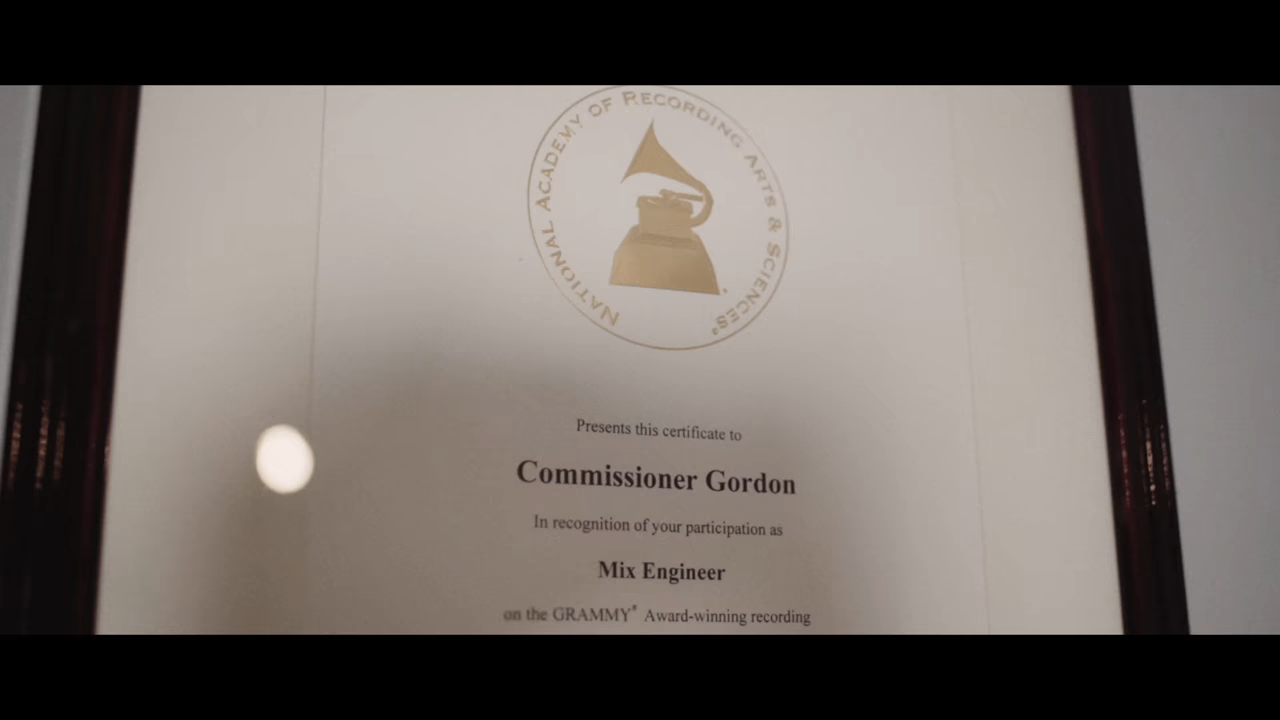 NATIONAL ACADEMY OF RECORDING ARTS & SCIENCES®
Presents this certificate to
Commissioner Gordon
In recognition of your participation as
Mix Engineer
on the GRAMMY® Award-winning recording